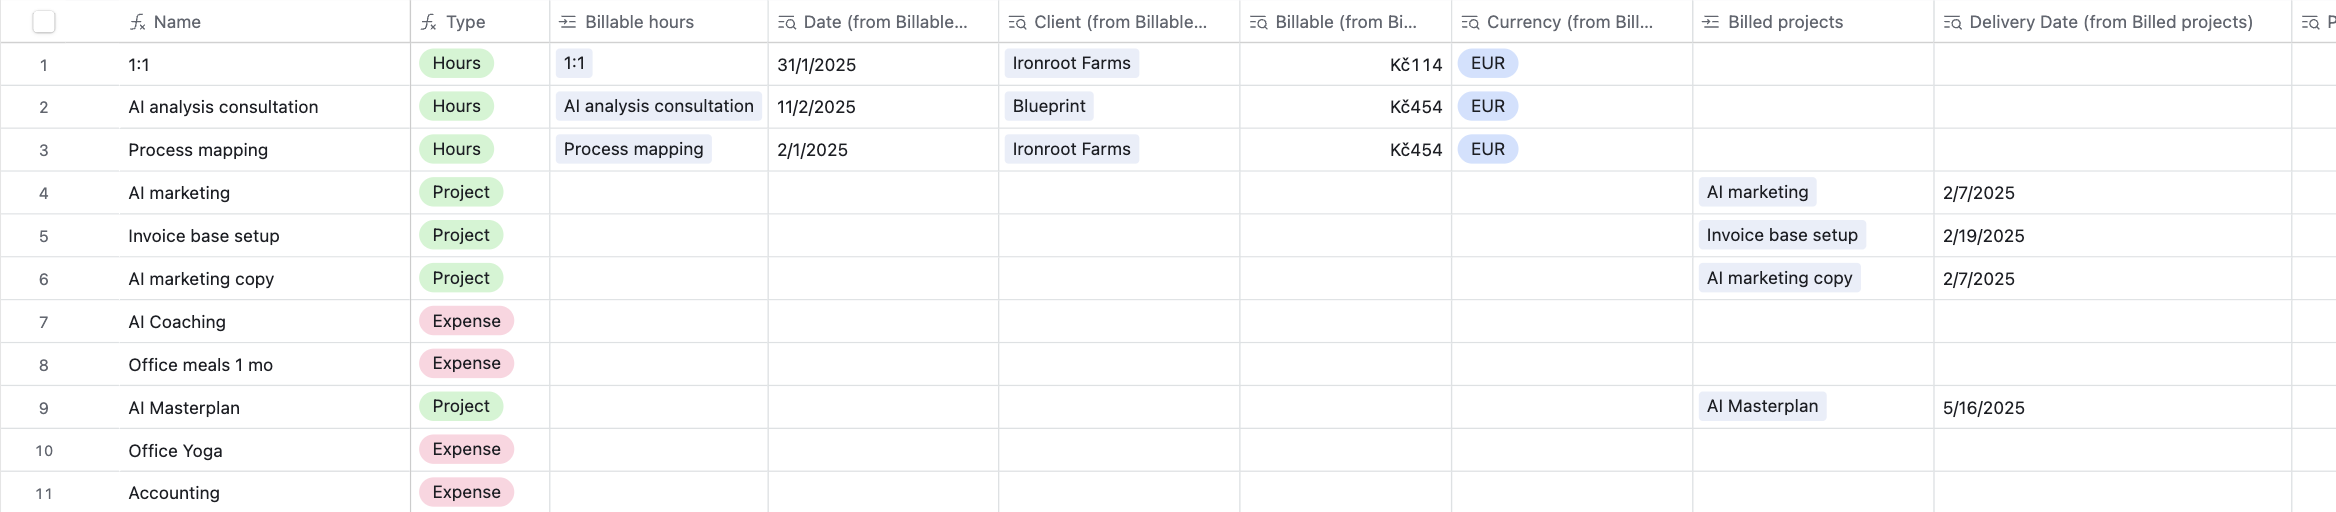 Name Type Billable hours Date (from Billable... Client (from Billable... Billable (from Bi... Currency (from Bill... Billed projects Delivery Date (from Billed projects) P
1 1:1 Hours 1:1 31/1/2025 Ironroot Farms Kč114 EUR
2 AI analysis consultation Hours AI analysis consultation 11/2/2025 Blueprint Kč454 EUR
3 Process mapping Hours Process mapping 2/1/2025 Ironroot Farms Kč454 EUR
4 AI marketing Project AI marketing 2/7/2025
5 Invoice base setup Project Invoice base setup 2/19/2025
6 AI marketing copy Project AI marketing copy 2/7/2025
7 AI Coaching Expense
8 Office meals 1 mo Expense
9 AI Masterplan Project AI Masterplan 5/16/2025
10 Office Yoga Expense
11 Accounting Expense